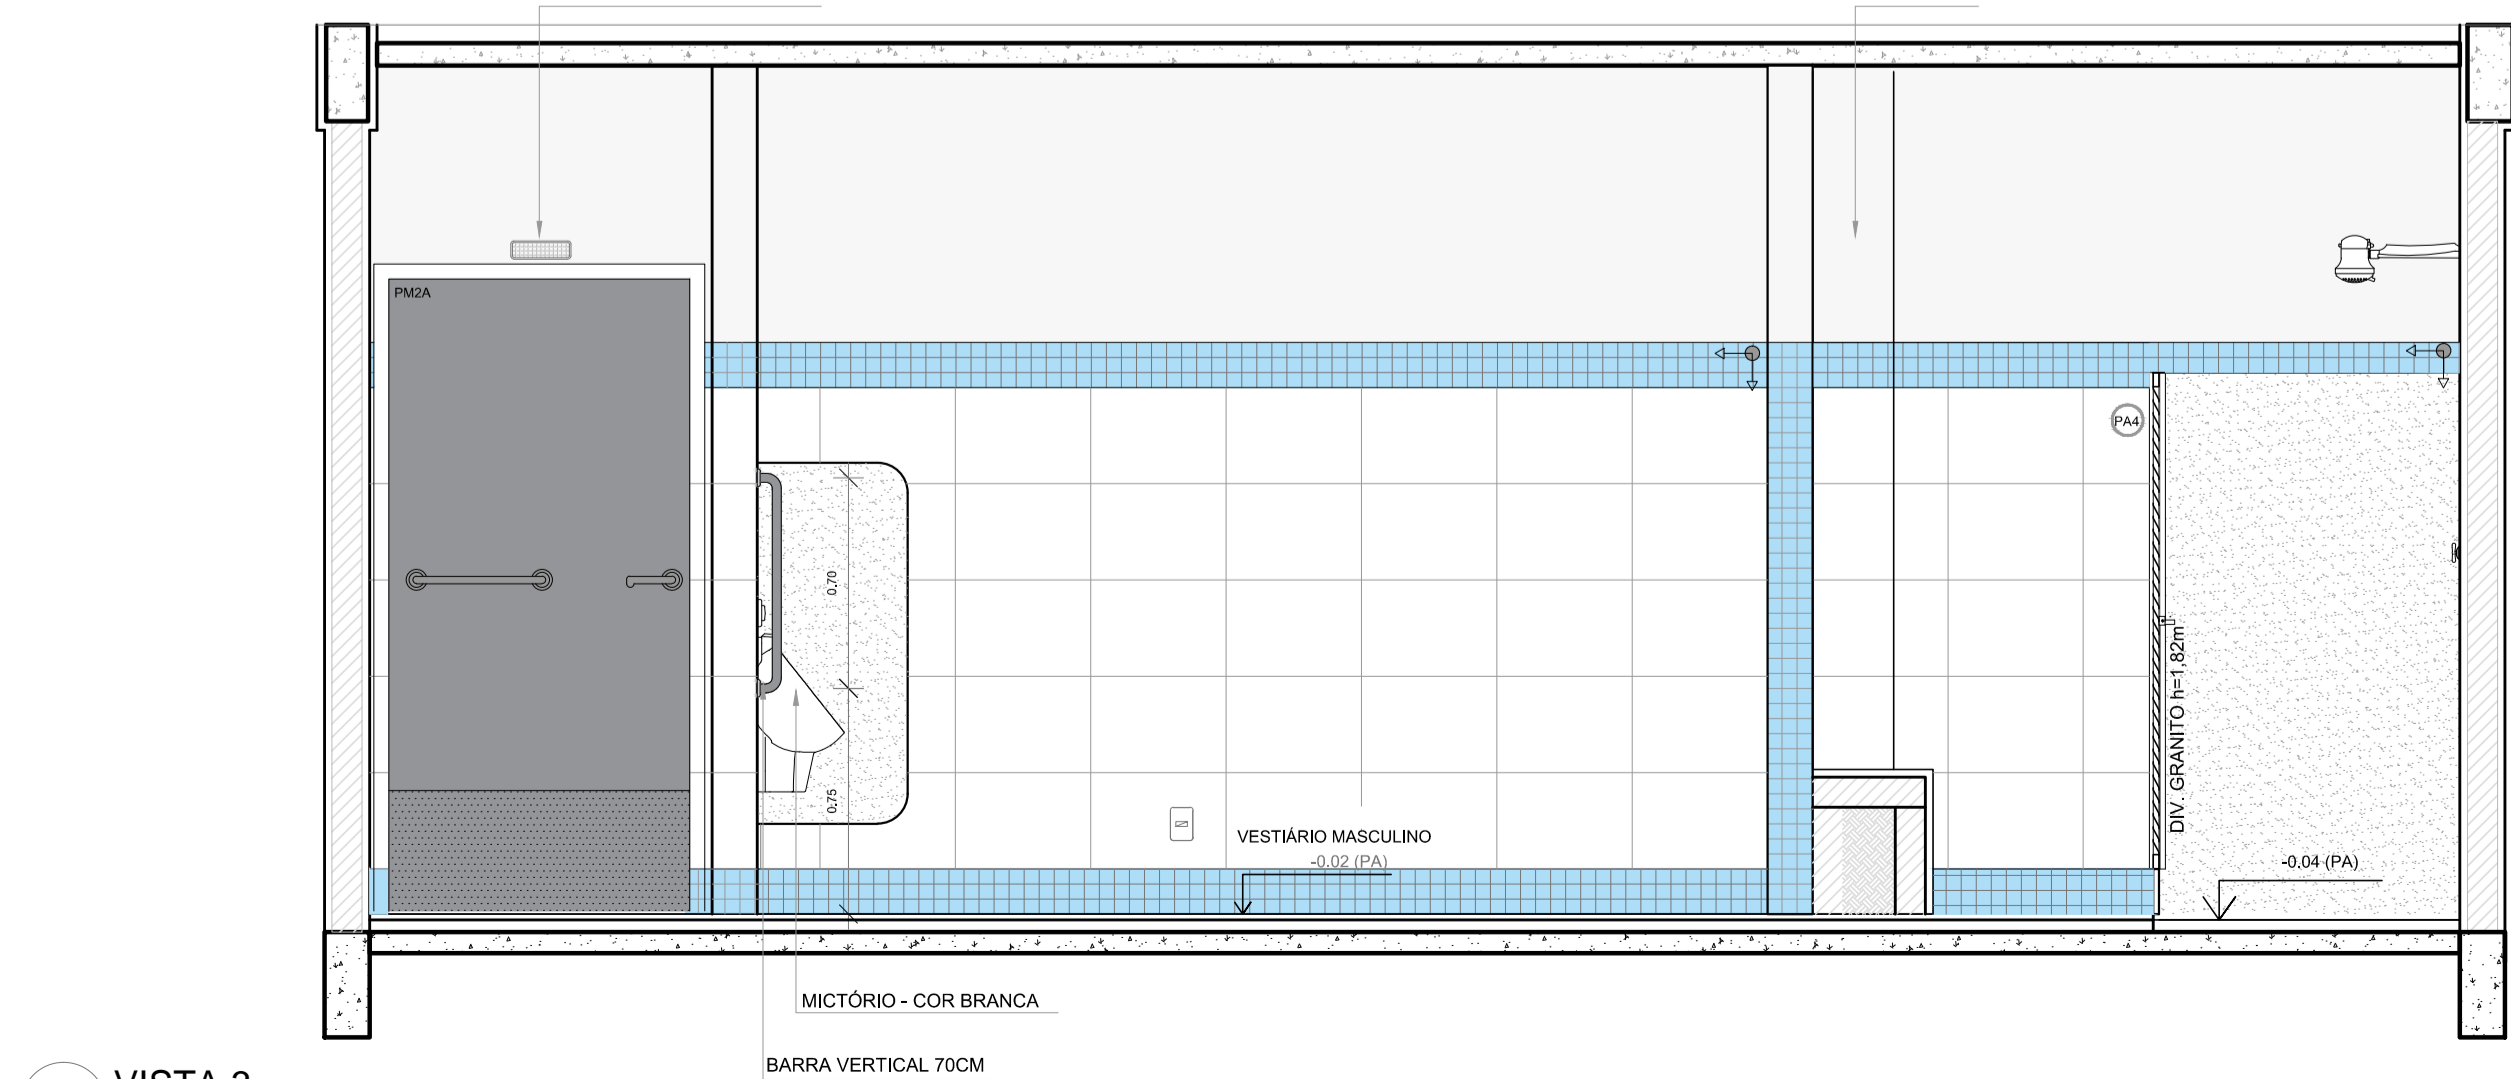 PM2A
PA4
0.70
DIV. GRANITO h=1,82m
0.75
VESTIÁRIO MASCULINO
-0.02 (PA)
-0.04 (PA)
MICTÓRIO - COR BRANCA
BARRA VERTICAL 70CM
VISTA